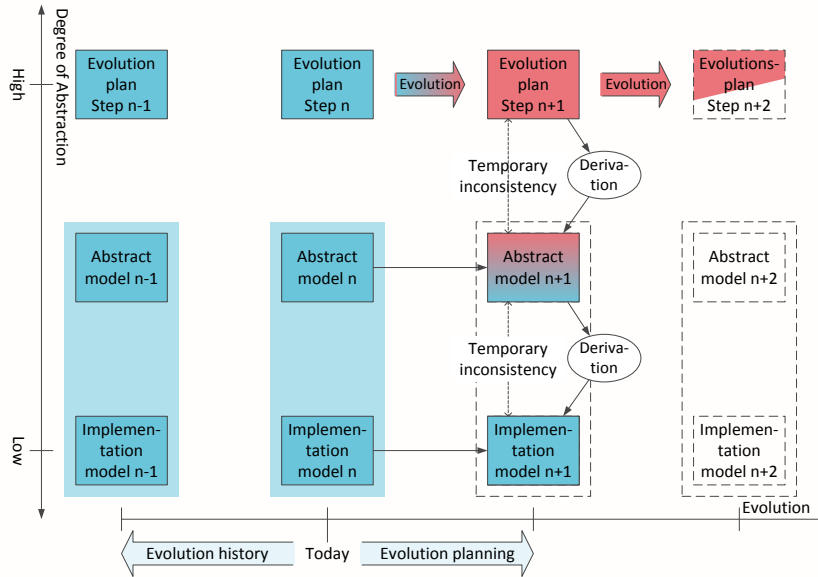 Degree of Abstraction
High
Low
Evolution
plan
Step n-1
Evolution
plan
Step n
Evolution
Evolution
plan
Step n+1
Evolution
Evolutions-
plan
Step n+2
Temporary
inconsistency
Deriva-
tion
Abstract
model n-1
Abstract
model n
Abstract
model n+1
Abstract
model n+2
Temporary
inconsistency
Deriva-
tion
Implemen-
tation
model n-1
Implemen-
tation
model n
Implemen-
tation
model n+1
Implemen-
tation
model n+2
Evolution
Evolution history
Today
Evolution planning